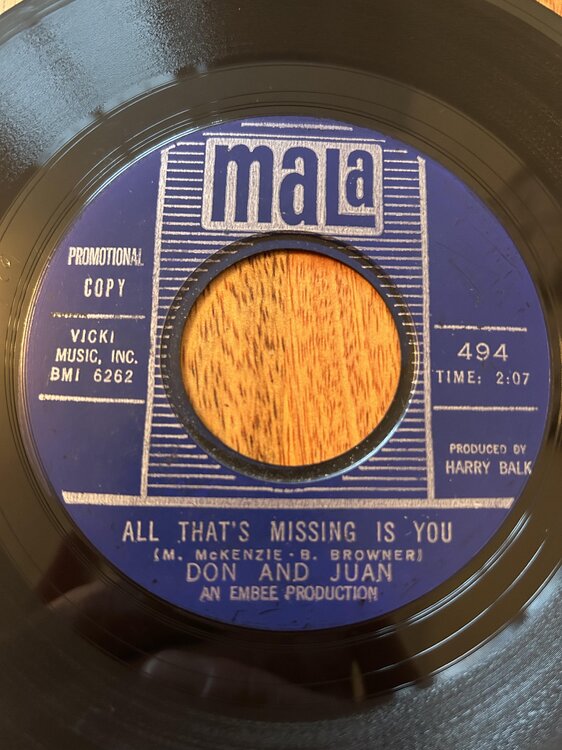 mala
PROMOTIONAL
COPY
VICKI
MUSIC, INC.
BMI 6262
494
TIME: 2:07
PRODUCED BY
HARRY BALK
ALL THAT'S MISSING IS YOU
(M. McKENZIE - B. BROWNER)
DON AND JUAN
AN EMBEE PRODUCTION